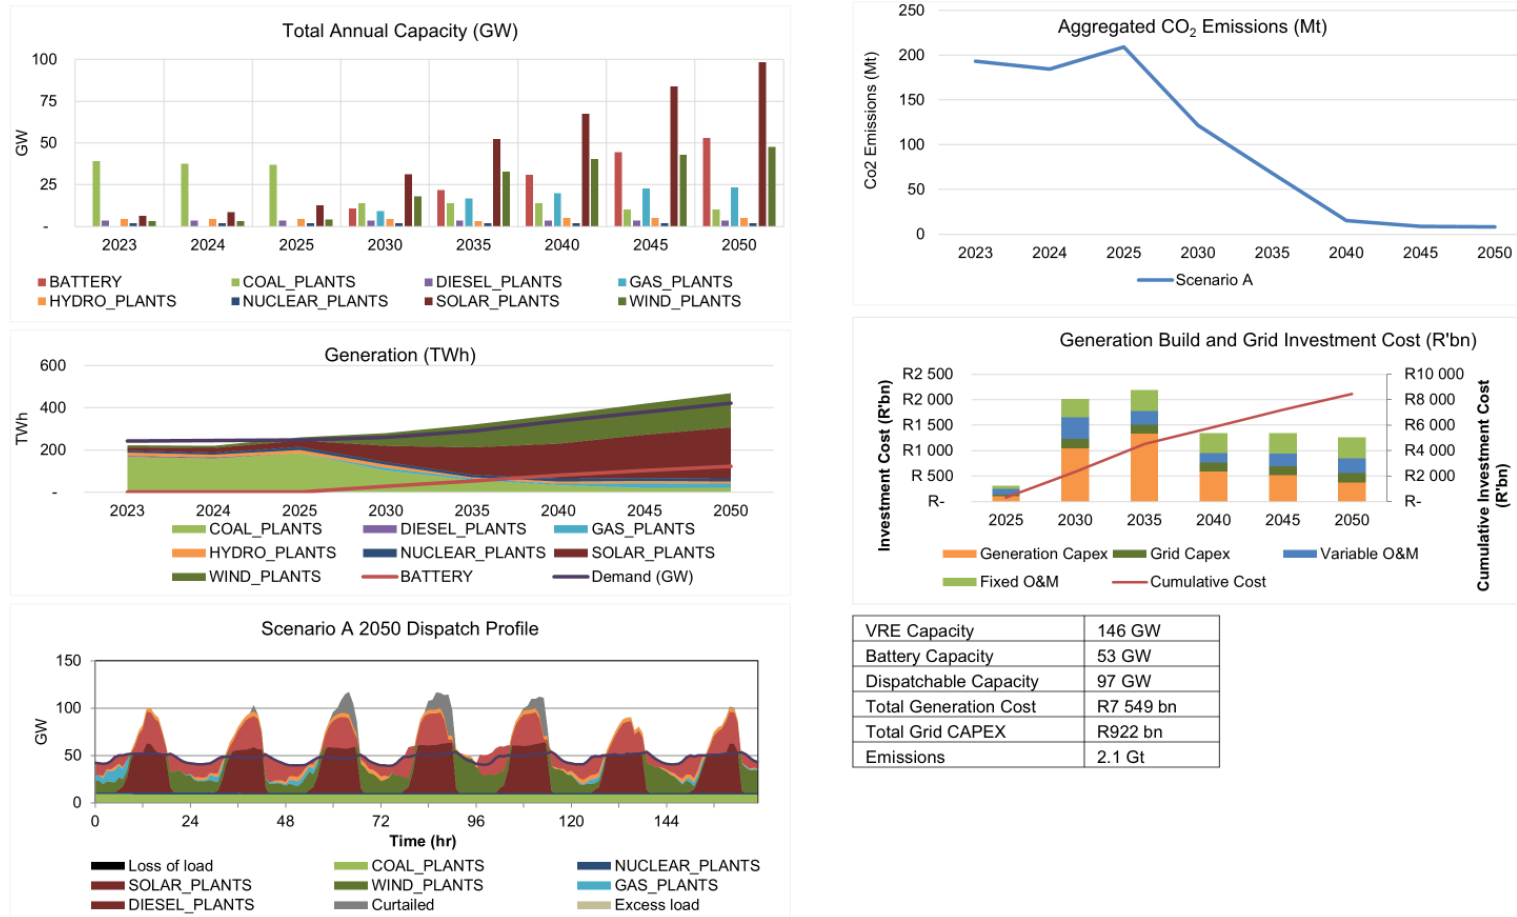 Total Annual Capacity (GW)
GW
100
75
50
25
-
2023 2024 2025 2030 2035 2040 2045 2050
BATTERY COAL_PLANTS DIESEL_PLANTS GAS_PLANTS
HYDRO_PLANTS NUCLEAR_PLANTS SOLAR_PLANTS WIND_PLANTS
Generation (TWh)
TWh
600
400
200
-
2023 2024 2025 2030 2035 2040 2045 2050
COAL_PLANTS DIESEL_PLANTS GAS_PLANTS
HYDRO_PLANTS NUCLEAR_PLANTS SOLAR_PLANTS
WIND_PLANTS BATTERY Demand (GW)
Scenario A 2050 Dispatch Profile
GW
150
100
50
0
0 24 48 72 96 120 144
Time (hr)
Loss of load COAL_PLANTS NUCLEAR_PLANTS
SOLAR_PLANTS WIND_PLANTS GAS_PLANTS
DIESEL_PLANTS Curtailed Excess load
Aggregated CO2 Emissions (Mt)
Co2 Emissions (Mt)
250
200
150
100
50
0
2023 2024 2025 2030 2035 2040 2045 2050
Scenario A
Generation Build and Grid Investment Cost (R'bn)
Investment Cost (R'bn)
R2 500
R2 000
R1 500
R1 000
R 500
R-
R10 000
R8 000
R6 000
R4 000
R2 000
R-
Cumulative Investment Cost
(R'bn)
2025 2030 2035 2040 2045 2050
Generation Capex Grid Capex Variable O&M
Fixed O&M Cumulative Cost
VRE Capacity 146 GW
Battery Capacity 53 GW
Dispatchable Capacity 97 GW
Total Generation Cost R7 549 bn
Total Grid CAPEX R922 bn
Emissions 2.1 Gt